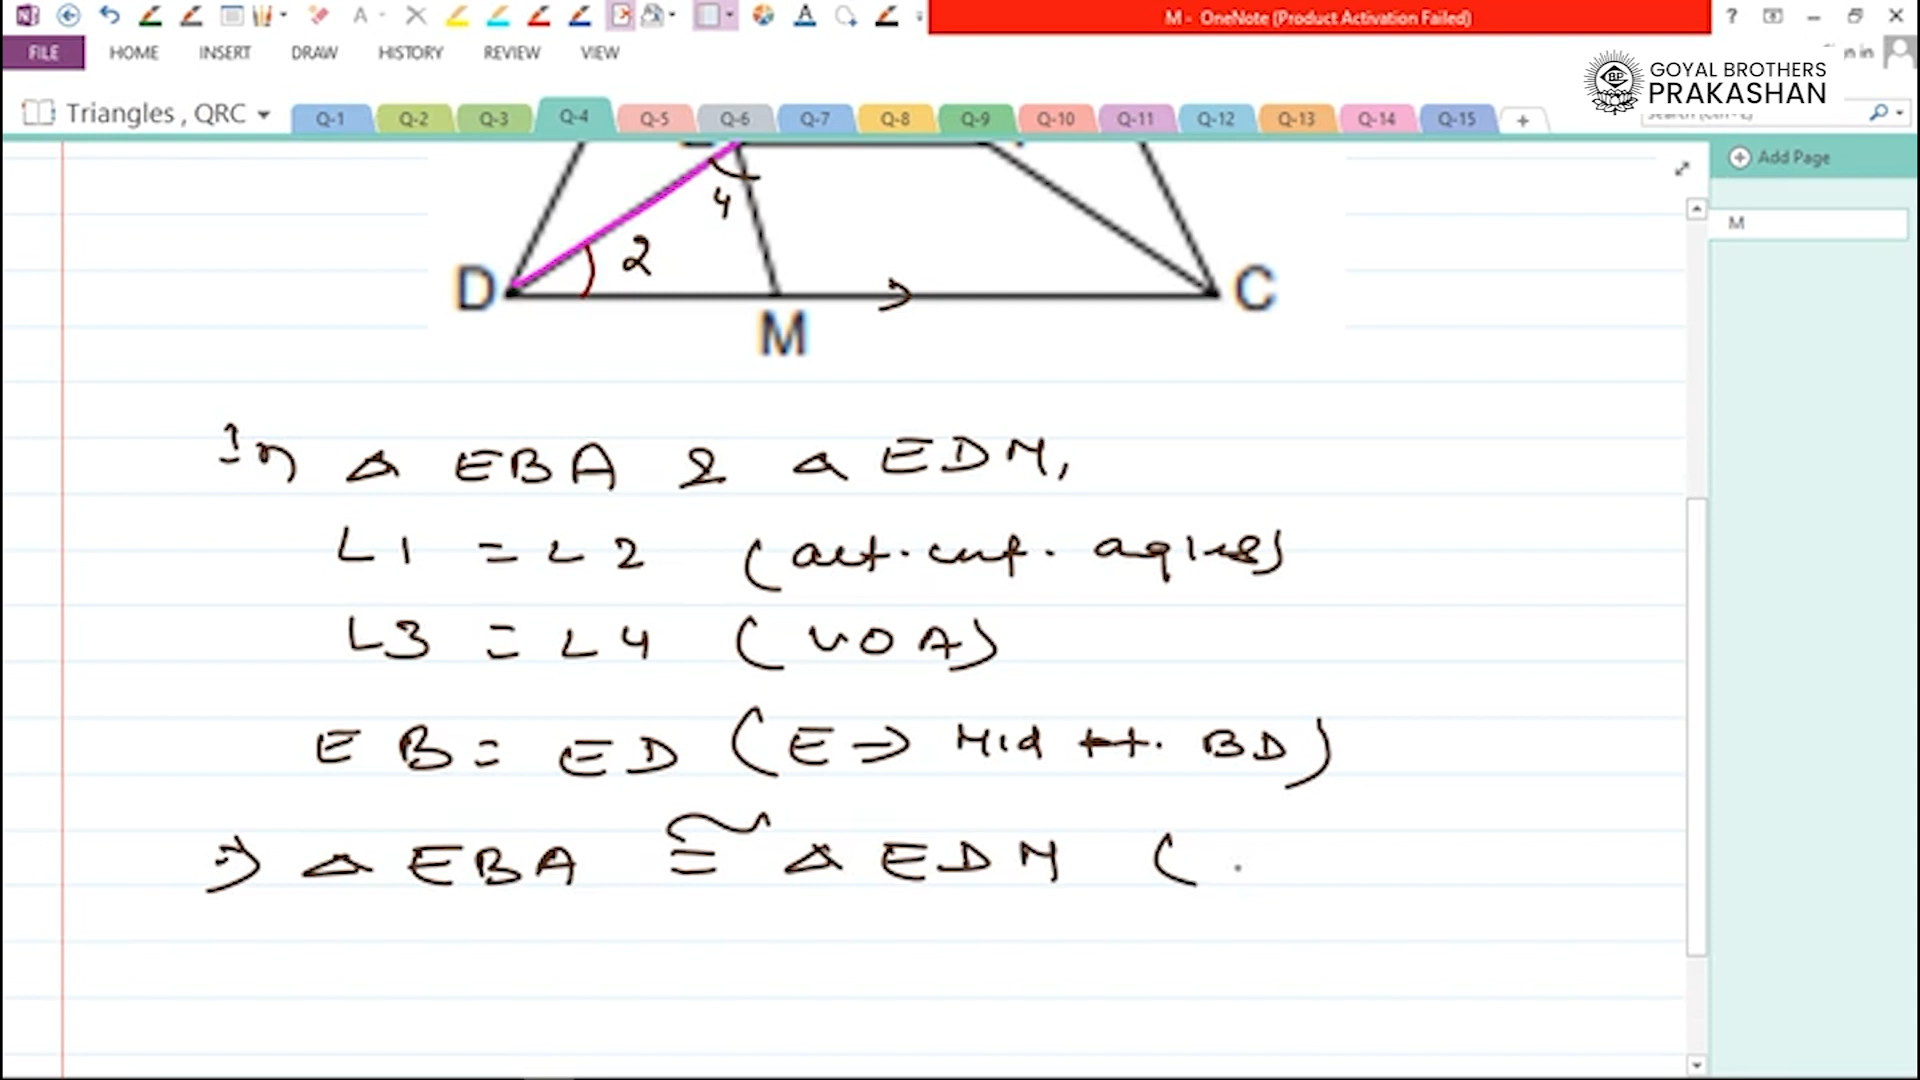 M - OneNote (Product Activation Failed)
FILE HOME INSERT DRAW HISTORY REVIEW VIEW
GOYAL BROTHERS
PRAKASHAN
Triangles , QRC Q-1 Q-2 Q-3 Q-4 Q-5 Q-6 Q-7 Q-8 Q-9 Q-10 Q-11 Q-12 Q-13 Q-14 Q-15 +
Add Page
M
4
2
D C
M
In △ EBA & △ EDM,
∠1 = ∠2 (alt. int. agles)
∠3 = ∠4 (VOA)
EB = ED (E → Mid pt. BD)
⇒ △ EBA ≅ △ EDM (